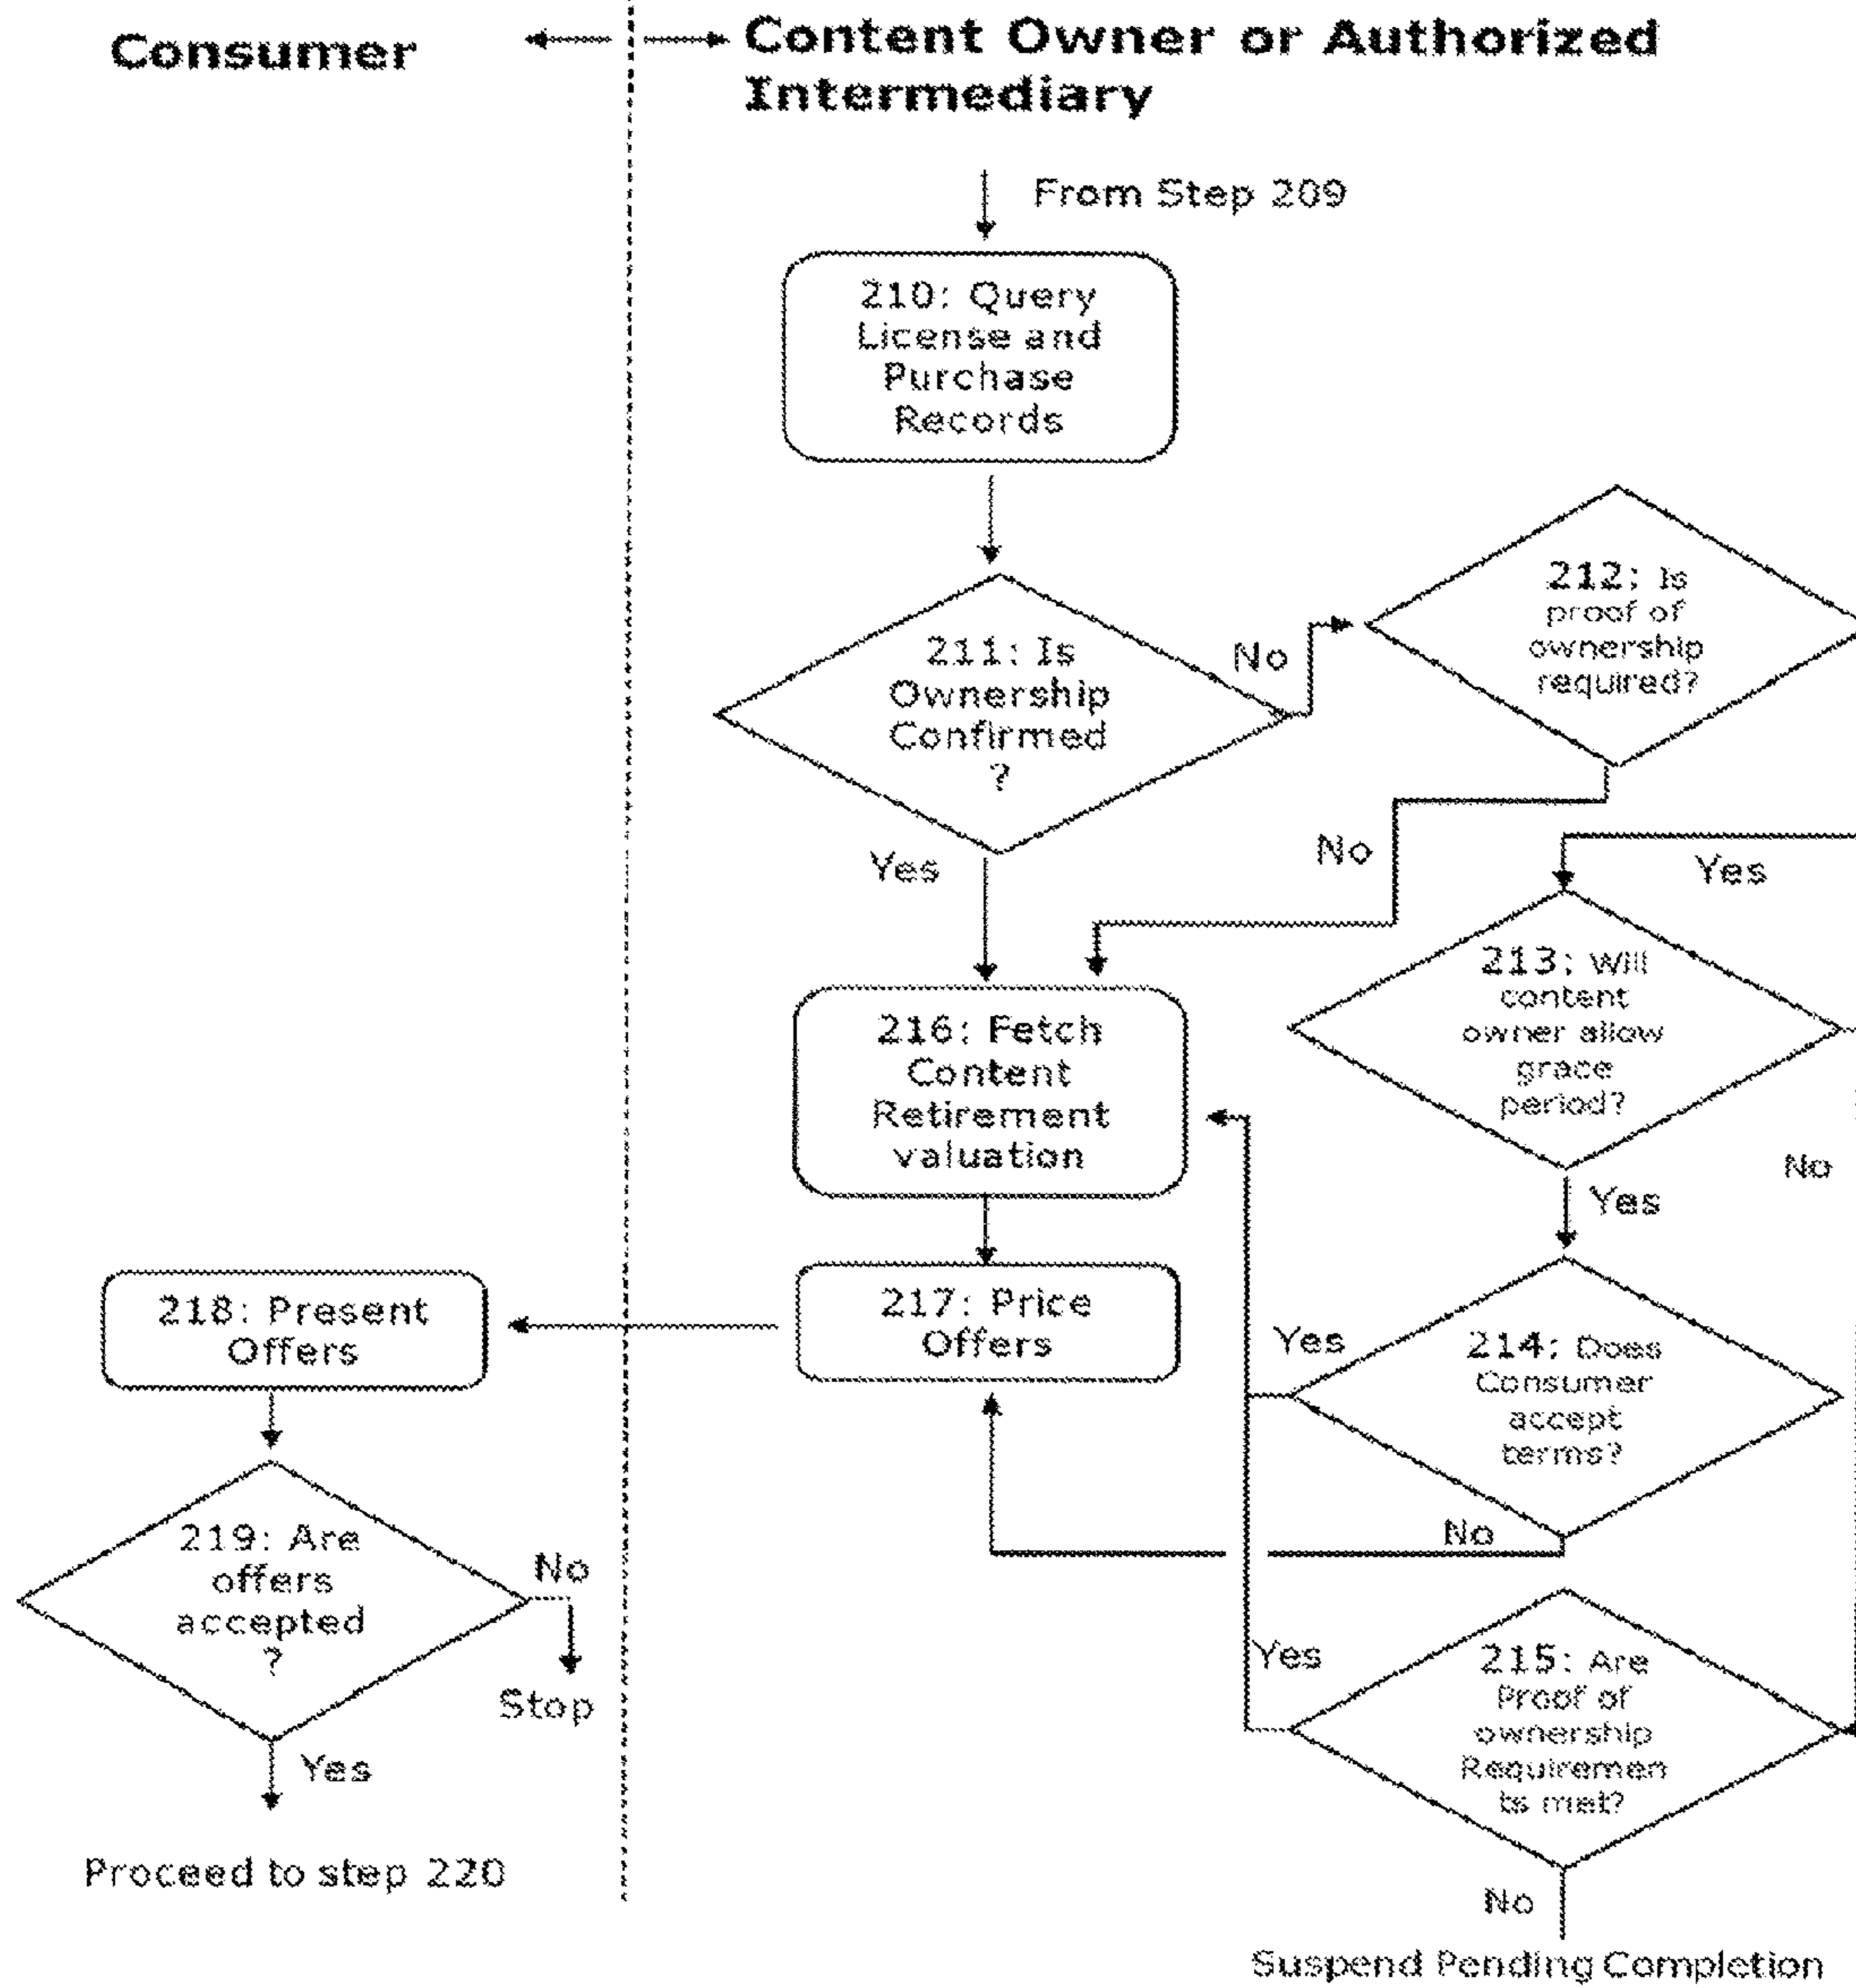 Consumer
Content Owner or Authorized
Intermediary
From Step 209
210: Query
License and
Purchase
Records
211: Is
Ownership
Confirmed
?
No
Yes
212: Is
proof of
ownership
required?
No
Yes
213: Will
content
owner allow
grace
period?
No
Yes
216: Fetch
Content
Retirement
valuation
217: Price
Offers
214: Does
Consumer
accept
terms?
Yes
No
218: Present
Offers
219: Are
offers
accepted
?
No
Stop
Yes
Proceed to step 220
215: Are
Proof of
ownership
Requiremen
ts met?
Yes
No
Suspend Pending Completion